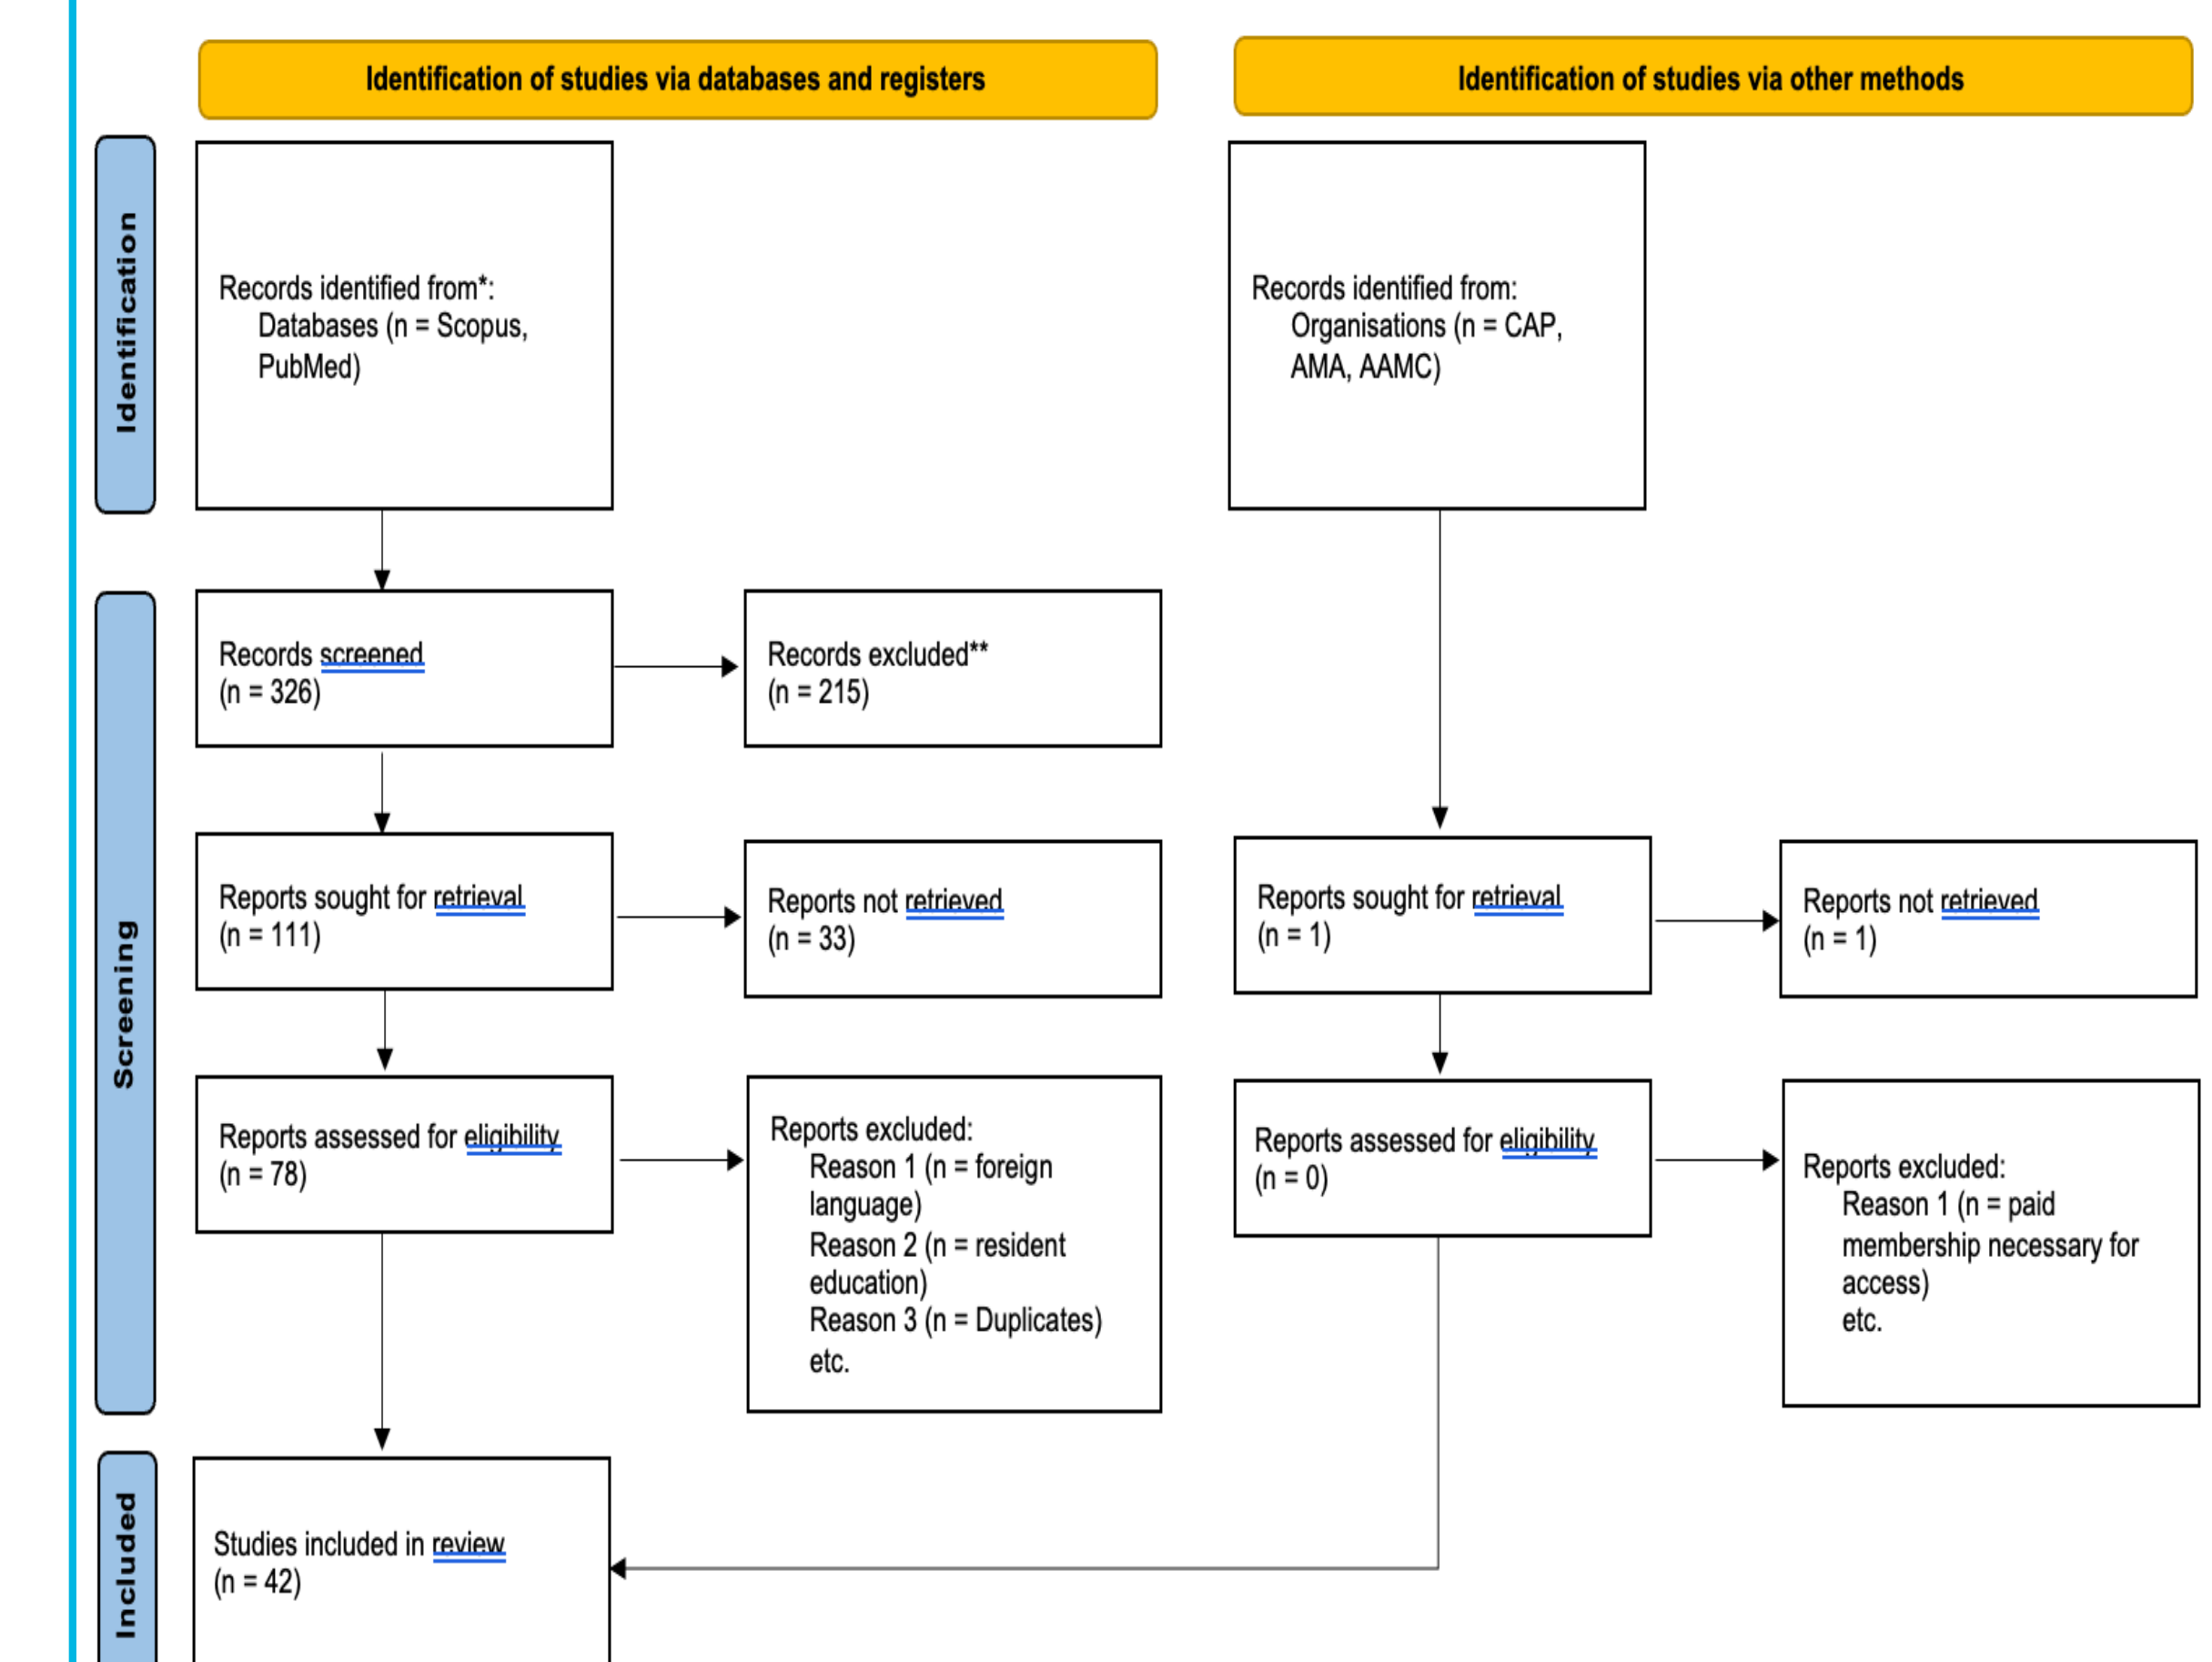 Identification of studies via databases and registers
Identification of studies via other methods
Identification
Records identified from*:
Databases (n = Scopus,
PubMed)
Records identified from:
Organisations (n = CAP,
AMA, AAMC)
Screening
Records screened
(n = 326)
Records excluded**
(n = 215)
Reports sought for retrieval
(n = 111)
Reports not retrieved
(n = 33)
Reports sought for retrieval
(n = 1)
Reports not retrieved
(n = 1)
Reports assessed for eligibility
(n = 78)
Reports excluded:
Reason 1 (n = foreign
language)
Reason 2 (n = resident
education)
Reason 3 (n = Duplicates)
etc.
Reports assessed for eligibility
(n = 0)
Reports excluded:
Reason 1 (n = paid
membership necessary for
access)
etc.
Included
Studies included in review
(n = 42)